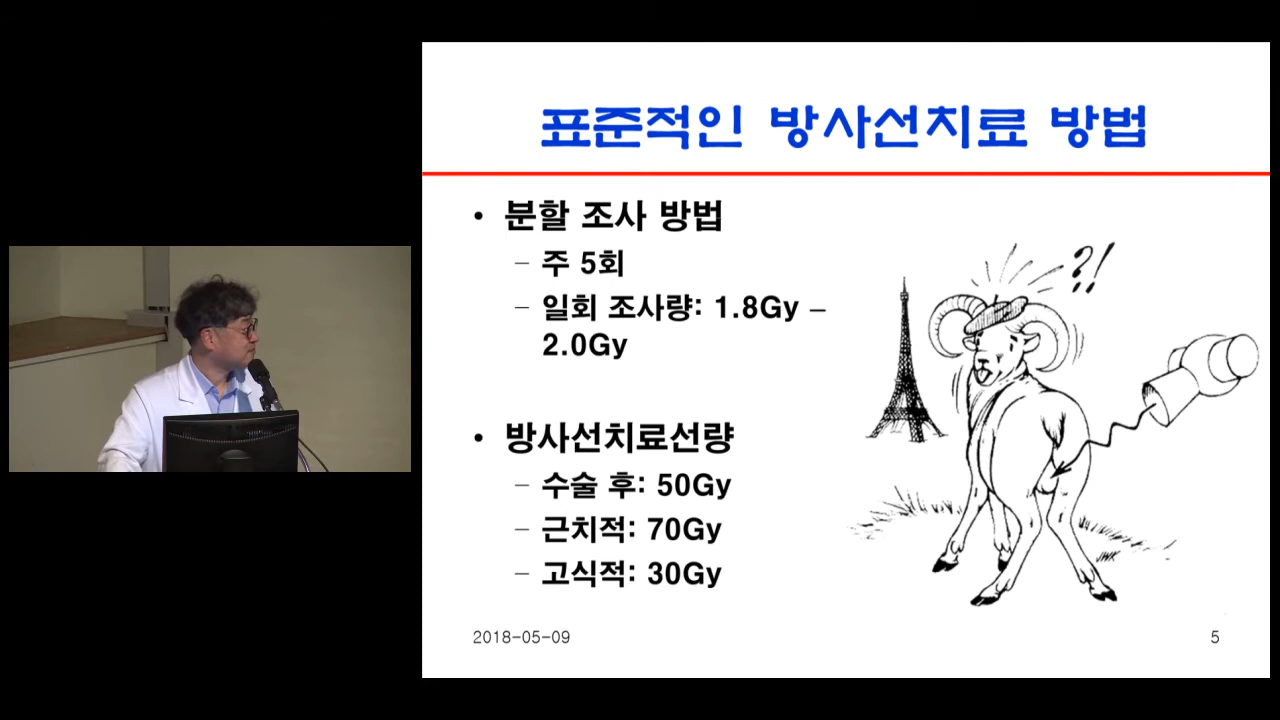 표준적인 방사선치료 방법
• 분할 조사 방법
– 주 5회
– 일회 조사량: 1.8Gy –
2.0Gy
?!
• 방사선치료선량
– 수술 후: 50Gy
– 근치적: 70Gy
– 고식적: 30Gy
JWK
2018-05-09
5